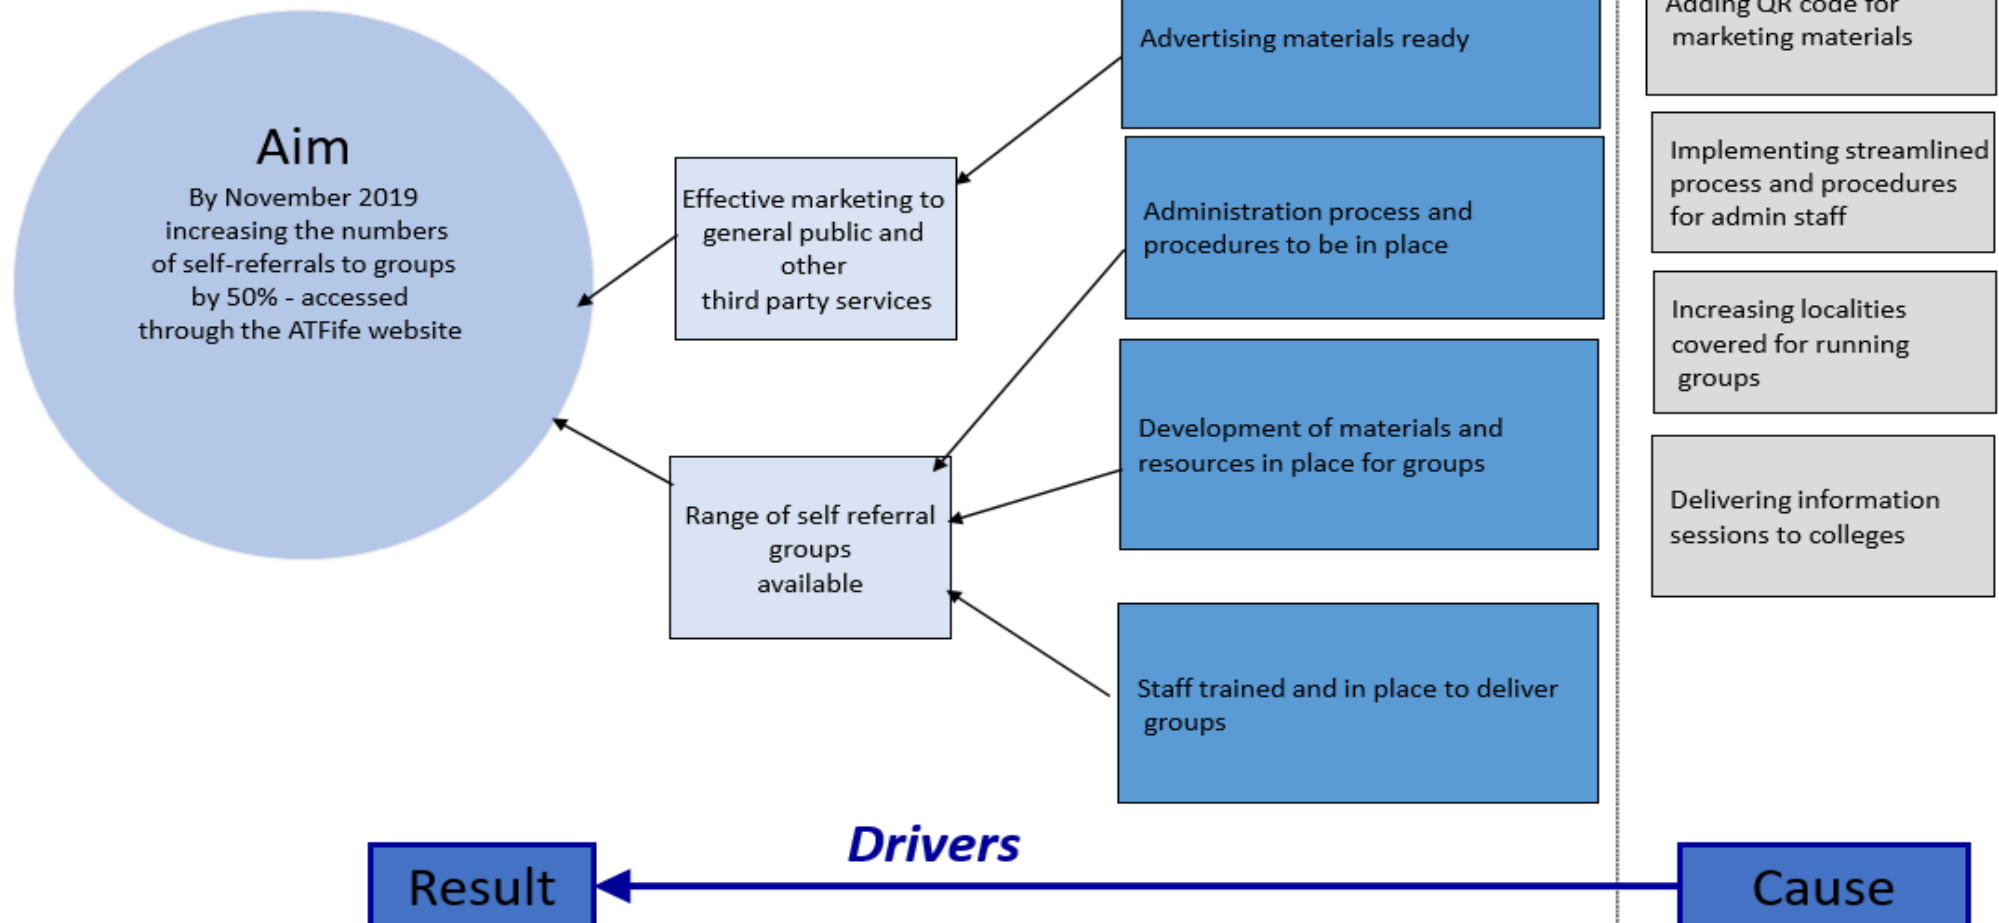 Aim
By November 2019
increasing the numbers
of self-referrals to groups
by 50% - accessed
through the ATFife website
Effective marketing to
general public and
other
third party services
Range of self referral
groups
available
Advertising materials ready
Administration process and
procedures to be in place
Development of materials and
resources in place for groups
Staff trained and in place to deliver
groups
Adding QR code for
marketing materials
Implementing streamlined
process and procedures
for admin staff
Increasing localities
covered for running
groups
Delivering information
sessions to colleges
Drivers
Result
Cause